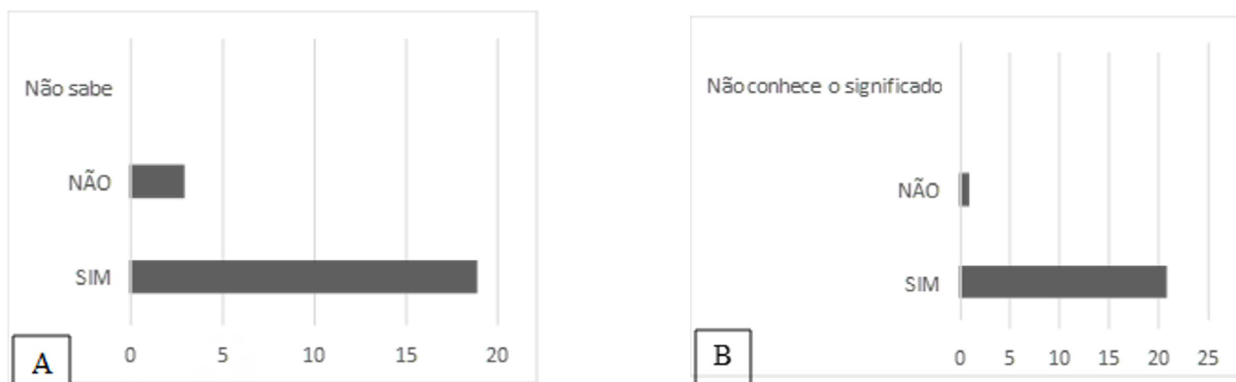 Não sabe
NÃO
SIM
0 5 10 15 20
A
Não conhece o significado
NÃO
SIM
0 5 10 15 20 25
B